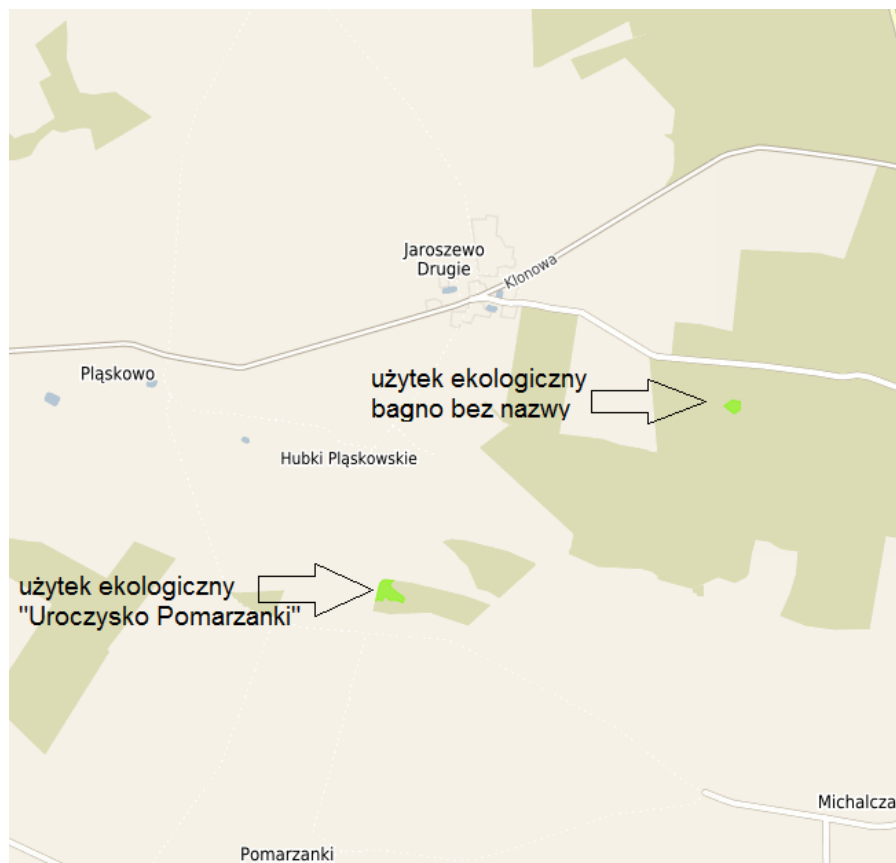 Jaroszewo
Drugie
Klonowa
Pląskowo
użytek ekologiczny
bagno bez nazwy
Hubki Pląskowskie
użytek ekologiczny
"Uroczysko Pomarzanki"
Michalcza
Pomarzanki